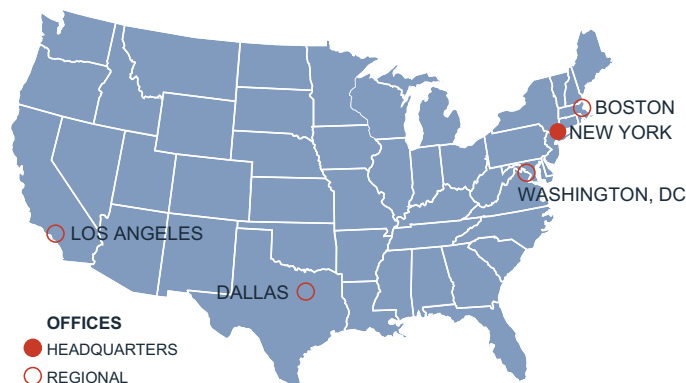 BOSTON
NEW YORK
WASHINGTON, DC
LOS ANGELES
DALLAS
OFFICES
HEADQUARTERS
REGIONAL